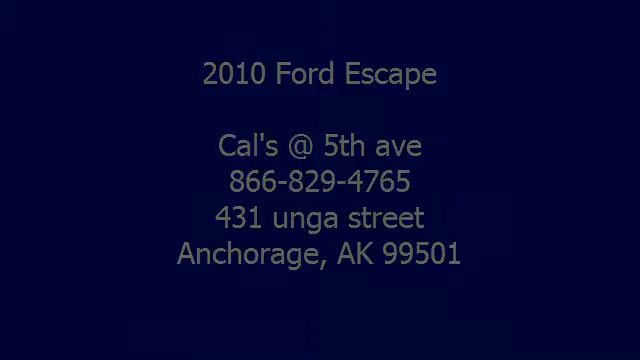 2010 Ford Escape
Cal's @ 5th ave
866-829-4765
431 unga street
Anchorage, AK 99501